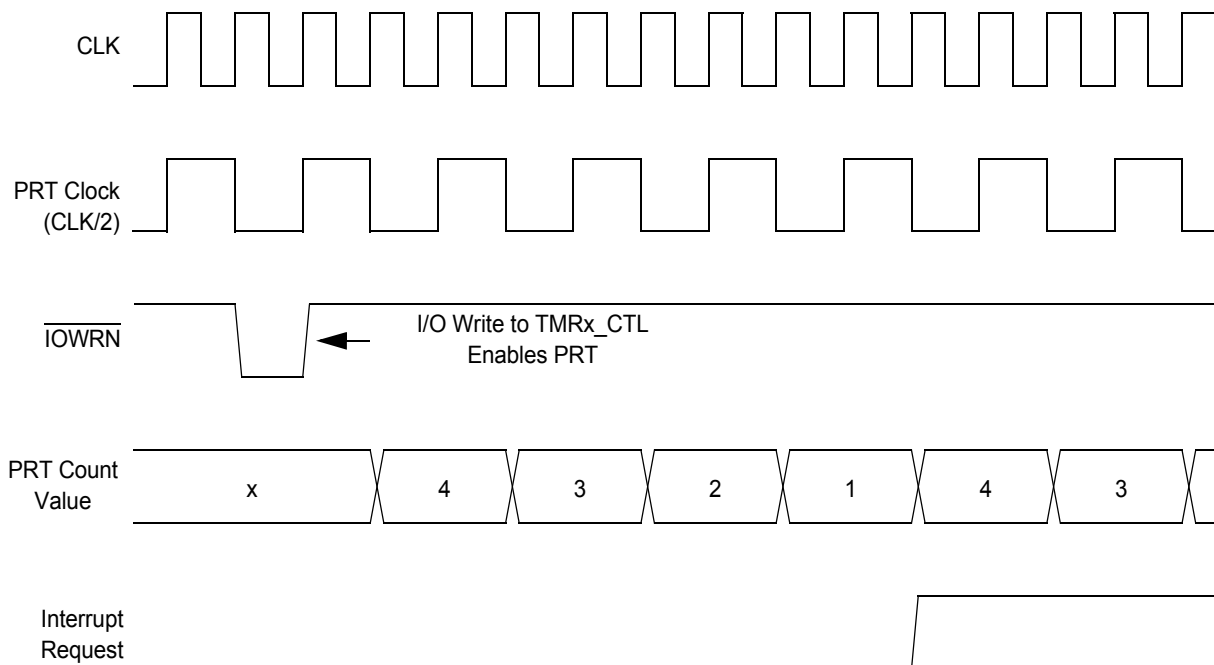 CLK
PRT Clock
(CLK/2)
IOWRN
I/O Write to TMRx_CTL
Enables PRT
PRT Count
Value
x 4 3 2 1 4 3
Interrupt
Request